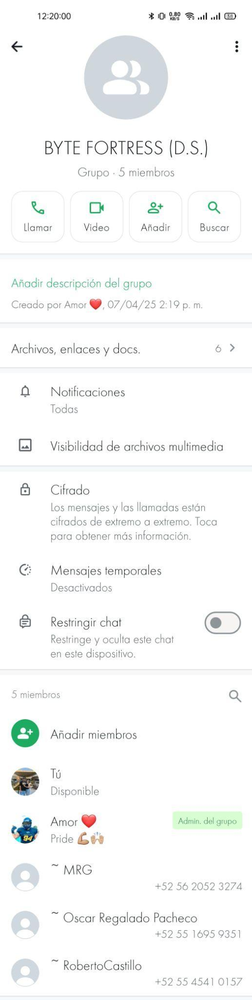 12:20:00
0.80 KB/S
38
BYTE FORTRESS (D.S.)
Grupo · 5 miembros
Llamar Video Añadir Buscar
Añadir descripción del grupo
Creado por Amor ❤️, 07/04/25 2:19 p. m.
Archivos, enlaces y docs. 6
Notificaciones
Todas
Visibilidad de archivos multimedia
Cifrado
Los mensajes y las llamadas están
cifrados de extremo a extremo. Toca
para obtener más información.
Mensajes temporales
Desactivados
Restringir chat
Restringe y oculta este chat
en este dispositivo.
5 miembros
Añadir miembros
Tú
Disponible
Amor ❤️ Admin. del grupo
Pride 💪🏼🙌🏼
94
~ MRG
+52 56 2052 3274
~ Oscar Regalado Pacheco
+52 55 1695 9351
~ RobertoCastillo
+52 55 4541 0157